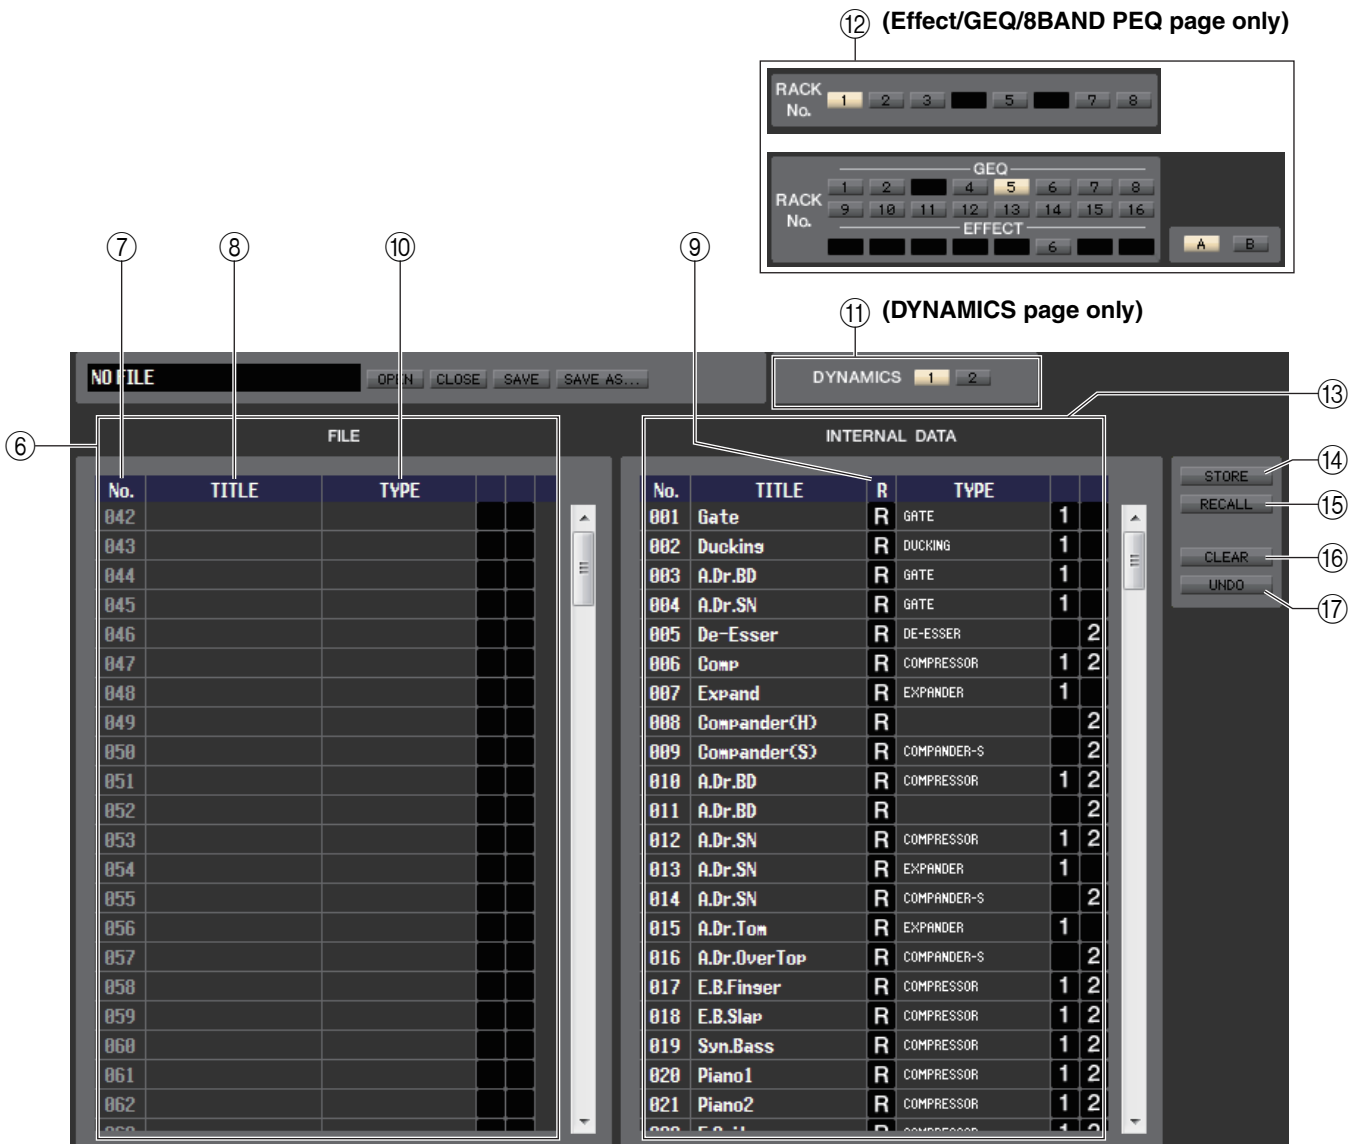 ⑫ (Effect/GEQ/8BAND PEQ page only)
RACK No. 1 2 3 5 7 8
GEQ
1 2 4 5 6 7 8
RACK No.
9 10 11 12 13 14 15 16
EFFECT
6
A B
⑦ ⑧ ⑩ ⑨
⑪ (DYNAMICS page only)
NO FILE OPEN CLOSE SAVE SAVE AS... DYNAMICS 1 2
⑬
⑥ FILE INTERNAL DATA
⑭ STORE
⑮ RECALL
⑯ CLEAR
⑰ UNDO
No. TITLE TYPE
042
043
044
045
046
047
048
049
050
051
052
053
054
055
056
057
058
059
060
061
062
No. TITLE R TYPE
001 Gate R GATE 1
002 Ducking R DUCKING 1
003 A.Dr.BD R GATE 1
004 A.Dr.SN R GATE 1
005 De-Esser R DE-ESSER 2
006 Comp R COMPRESSOR 1 2
007 Expand R EXPANDER 1
008 Compander(H) R 2
009 Compander(S) R COMPANDER-S 2
010 A.Dr.BD R COMPRESSOR 1 2
011 A.Dr.BD R 2
012 A.Dr.SN R COMPRESSOR 1 2
013 A.Dr.SN R EXPANDER 1
014 A.Dr.SN R COMPANDER-S 2
015 A.Dr.Tom R EXPANDER 1
016 A.Dr.OverTop R COMPANDER-S 2
017 E.B.Finger R COMPRESSOR 1 2
018 E.B.Slap R COMPRESSOR 1 2
019 Syn.Bass R COMPRESSOR 1 2
020 Piano1 R COMPRESSOR 1 2
021 Piano2 R COMPRESSOR 1 2